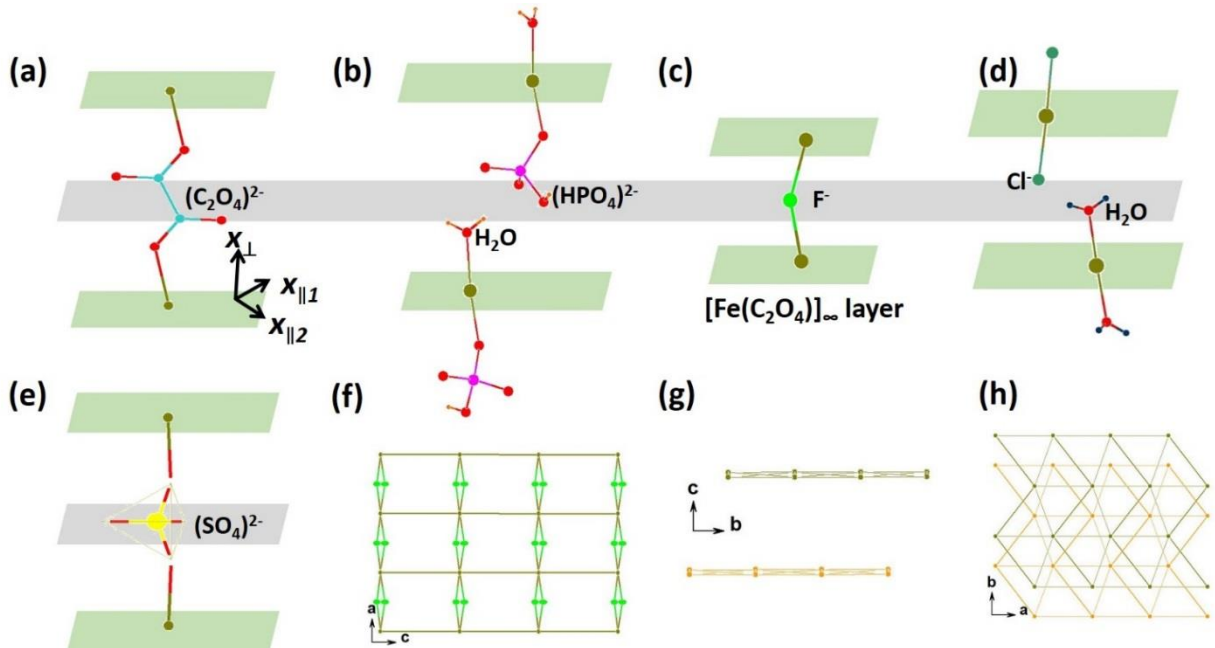 (a)
(C₂O₄)²⁻
x⊥
x∥1
x∥2
(b)
(HPO₄)²⁻
H₂O
(c)
F⁻
[Fe(C₂O₄)]∞ layer
(d)
Cl⁻
H₂O
(e)
(SO₄)²⁻
(f)
a
c
(g)
c
b
(h)
b
a